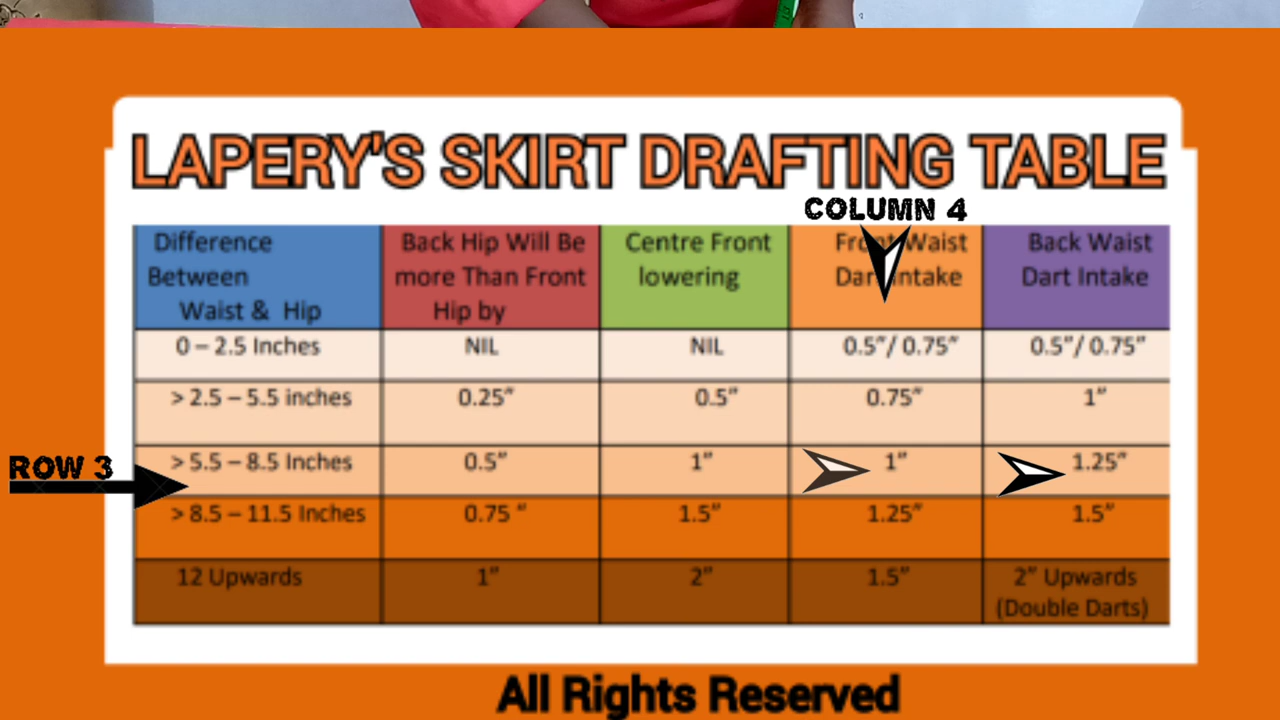 LAPERY'S SKIRT DRAFTING TABLE
COLUMN 4
Difference Between Waist & Hip
Back Hip Will Be more Than Front Hip by
Centre Front lowering
Front Waist Dart Intake
Back Waist Dart Intake
0 – 2.5 Inches NIL NIL 0.5”/ 0.75” 0.5”/ 0.75”
> 2.5 – 5.5 inches 0.25” 0.5” 0.75” 1”
ROW 3
> 5.5 – 8.5 Inches 0.5” 1” 1” 1.25”
> 8.5 – 11.5 Inches 0.75 ” 1.5” 1.25” 1.5”
12 Upwards 1” 2” 1.5” 2” Upwards
(Double Darts)
All Rights Reserved